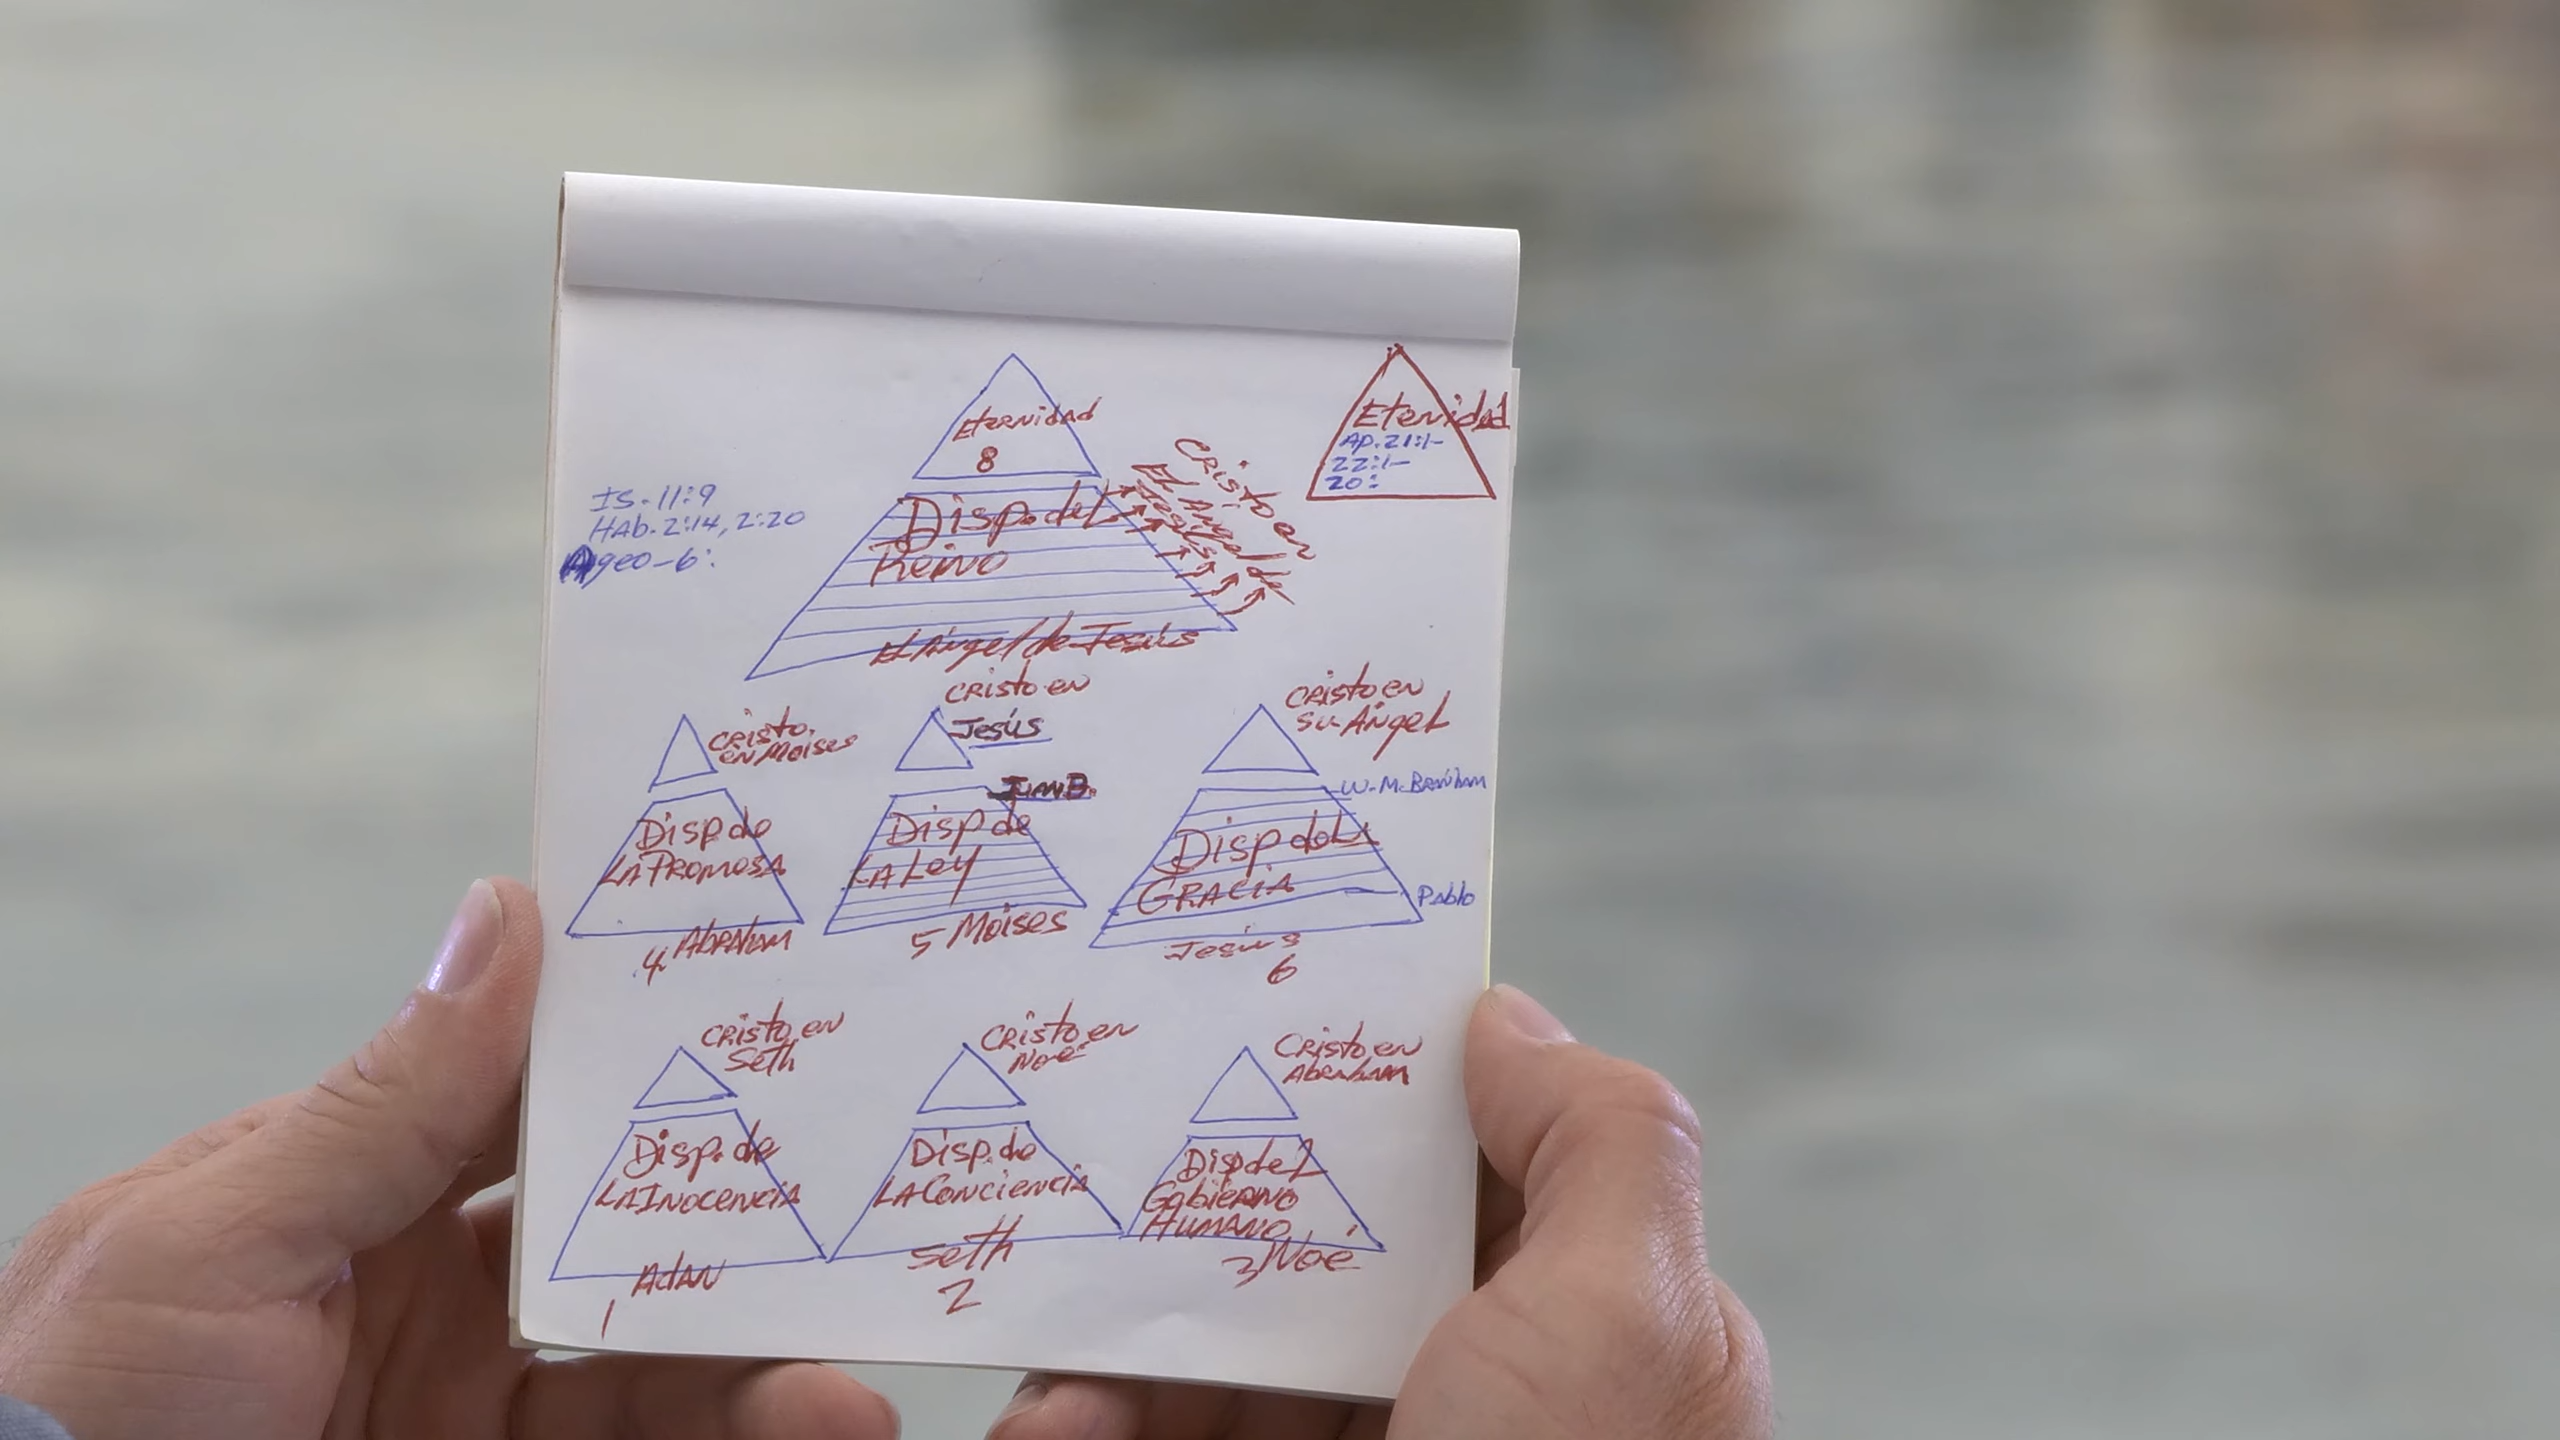 Eternidad
8
Eternidad
Ap. 21:1-
22:1-
20:
IS. 11:9
HAb. 2:14, 2:20
Ageo-6:
Disp. del
Reino
Cristo en
El Ángel de
Jesús
El Ángel de Jesús
Cristo
en Moises
Disp de
LA Promesa
4 Abraham
Cristo en
Jesús
Juan B.
Disp de
LA Ley
5 Moises
Cristo en
su Ángel
W. M. Branham
Disp de La
GRACIA
Pablo
Jesús
6
Cristo en
Seth
Disp. de
LA Inocencia
Adan
1
Cristo en
Noé
Disp. de
LA Conciencia
Seth
2
Cristo en
Abraham
Disp del
Gobierno
Humano
3 Noé